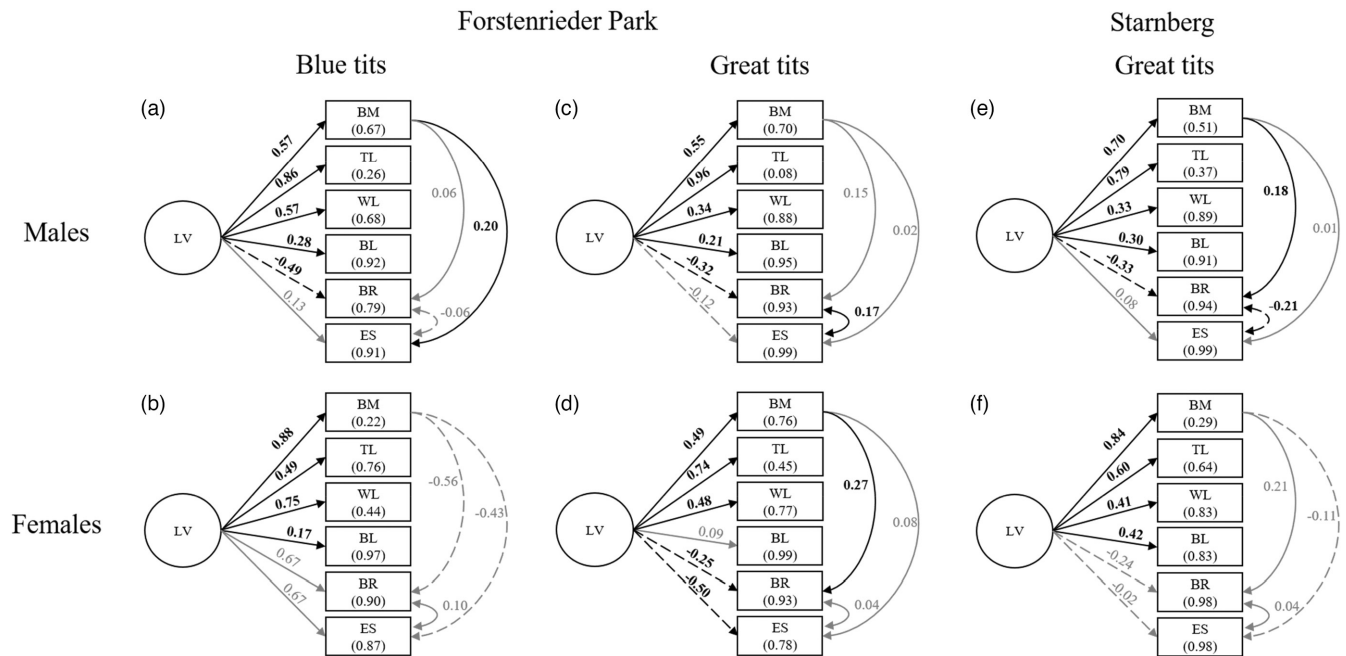 Forstenrieder Park
Starnberg
Blue tits
Great tits
Great tits
Males
Females
(a)
LV
0.57
0.86
0.57
0.28
-0.49
0.13
BM
(0.67)
TL
(0.26)
WL
(0.68)
BL
(0.92)
BR
(0.79)
ES
(0.91)
0.06
0.20
-0.06
(c)
LV
0.55
0.96
0.34
0.21
-0.32
-0.12
BM
(0.70)
TL
(0.08)
WL
(0.88)
BL
(0.95)
BR
(0.93)
ES
(0.99)
0.15
0.02
0.17
(e)
LV
0.70
0.79
0.33
0.30
-0.33
0.08
BM
(0.51)
TL
(0.37)
WL
(0.89)
BL
(0.91)
BR
(0.94)
ES
(0.99)
0.18
0.01
-0.21
(b)
LV
0.88
0.49
0.75
0.17
0.67
0.67
BM
(0.22)
TL
(0.76)
WL
(0.44)
BL
(0.97)
BR
(0.90)
ES
(0.87)
-0.56
-0.43
0.10
(d)
LV
0.49
0.74
0.48
0.09
-0.25
-0.50
BM
(0.76)
TL
(0.45)
WL
(0.77)
BL
(0.99)
BR
(0.93)
ES
(0.78)
0.27
0.08
0.04
(f)
LV
0.84
0.60
0.41
0.42
-0.24
-0.02
BM
(0.29)
TL
(0.64)
WL
(0.83)
BL
(0.83)
BR
(0.98)
ES
(0.98)
0.21
-0.11
0.04